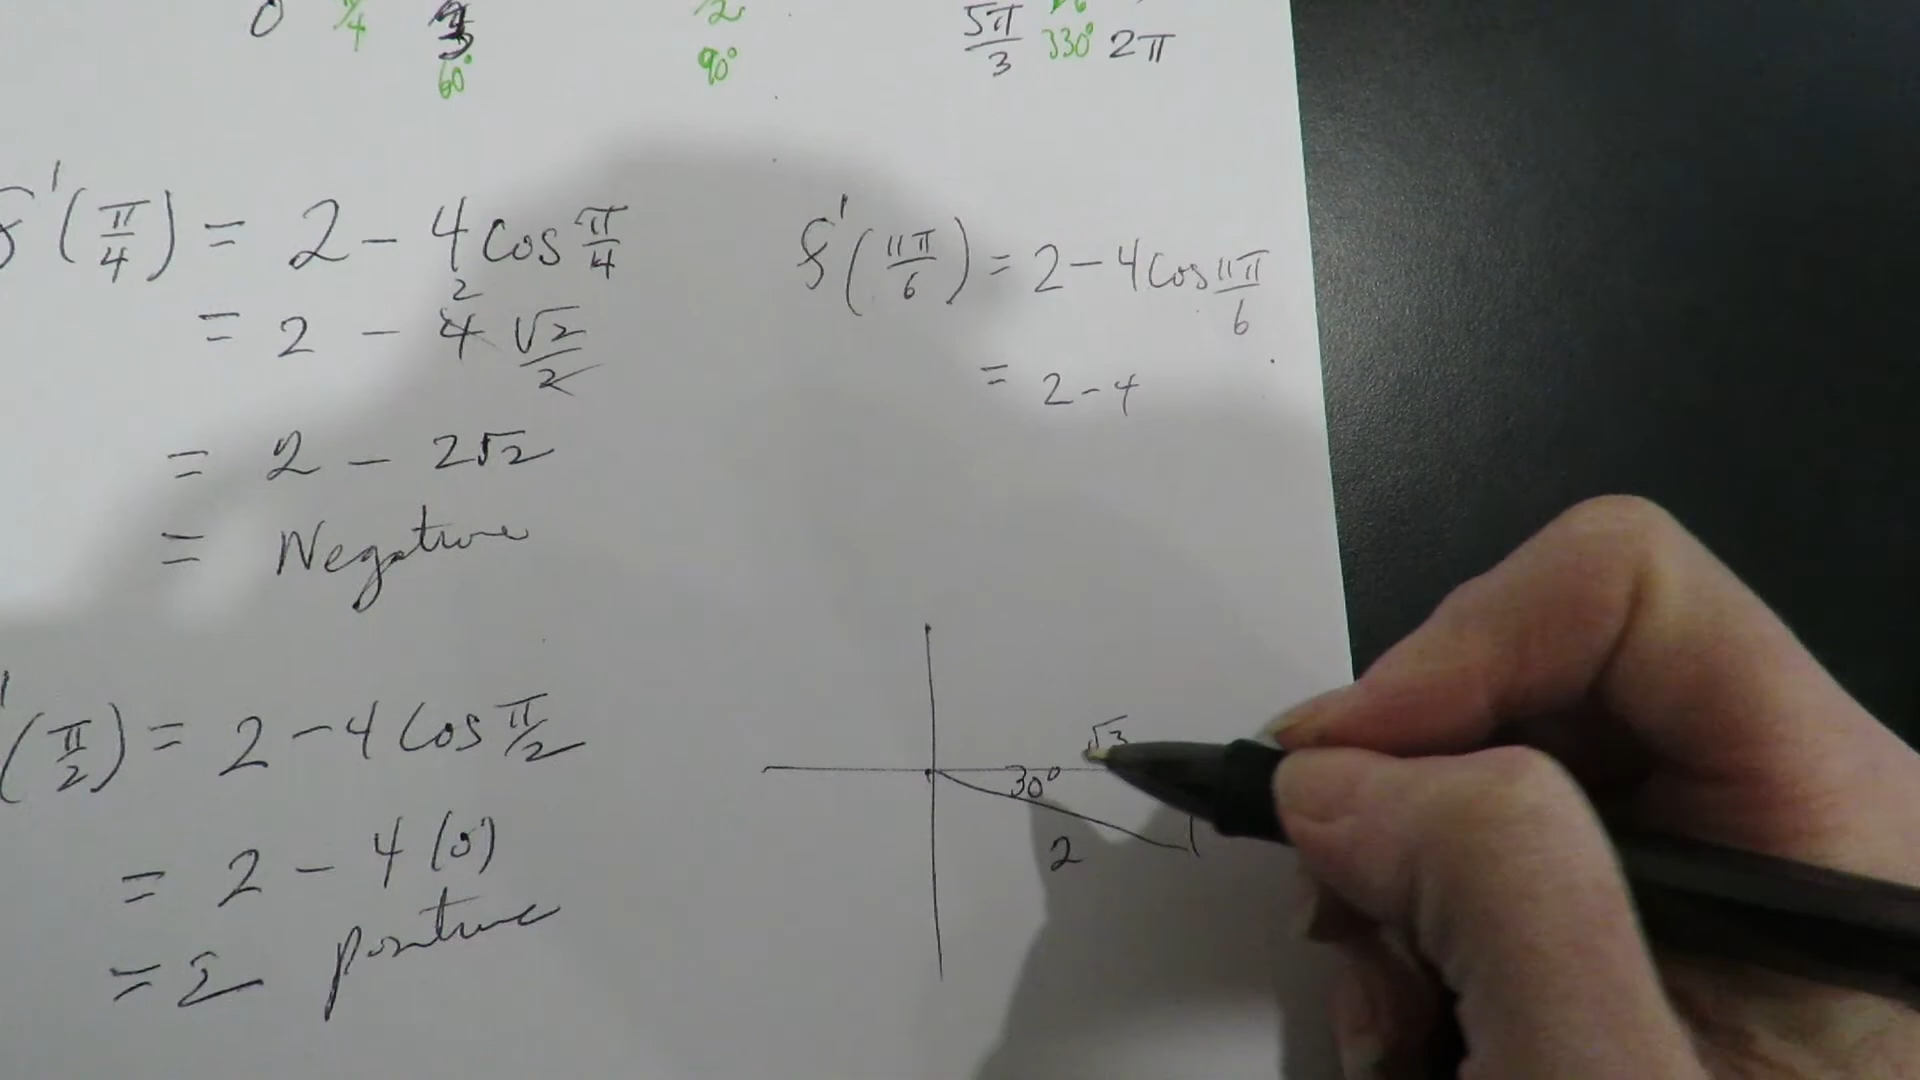 0 π/4 π/3 π/2 5π/3 330° 2π
60° 90°
f'(π/4) = 2 - 4 cos π/4
= 2 - 4 √2/2
2
= 2 - 2√2
= Negative
'(π/2) = 2 - 4 cos π/2
= 2 - 4 (0)
= 2 positive
f'(11π/6) = 2 - 4 cos 11π/6
= 2 - 4
√3
30°
2
1